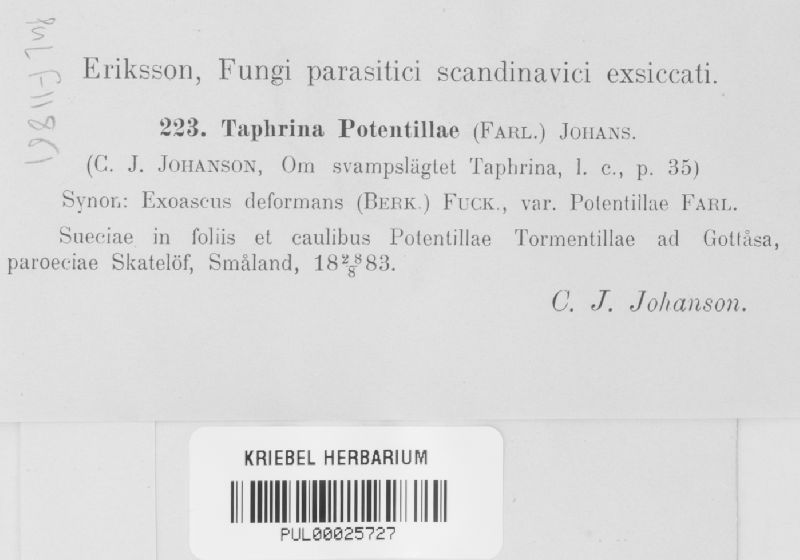 PUL F-11861
Eriksson, Fungi parasitici scandinavici exsiccati.
223. Taphrina Potentillae (FARL.) JOHANS.
(C. J. JOHANSON, Om svampslägtet Taphrina, l. c., p. 35)
Synon: Exoascus deformans (BERK.) FUCK., var. Potentillae FARL.
Sueciae in foliis et caulibus Potentillae Tormentillae ad Gottåsa,
paroeciae Skatelöf, Småland, 18 28/8 83.
C. J. Johanson.
KRIEBEL HERBARIUM
PUL00025727